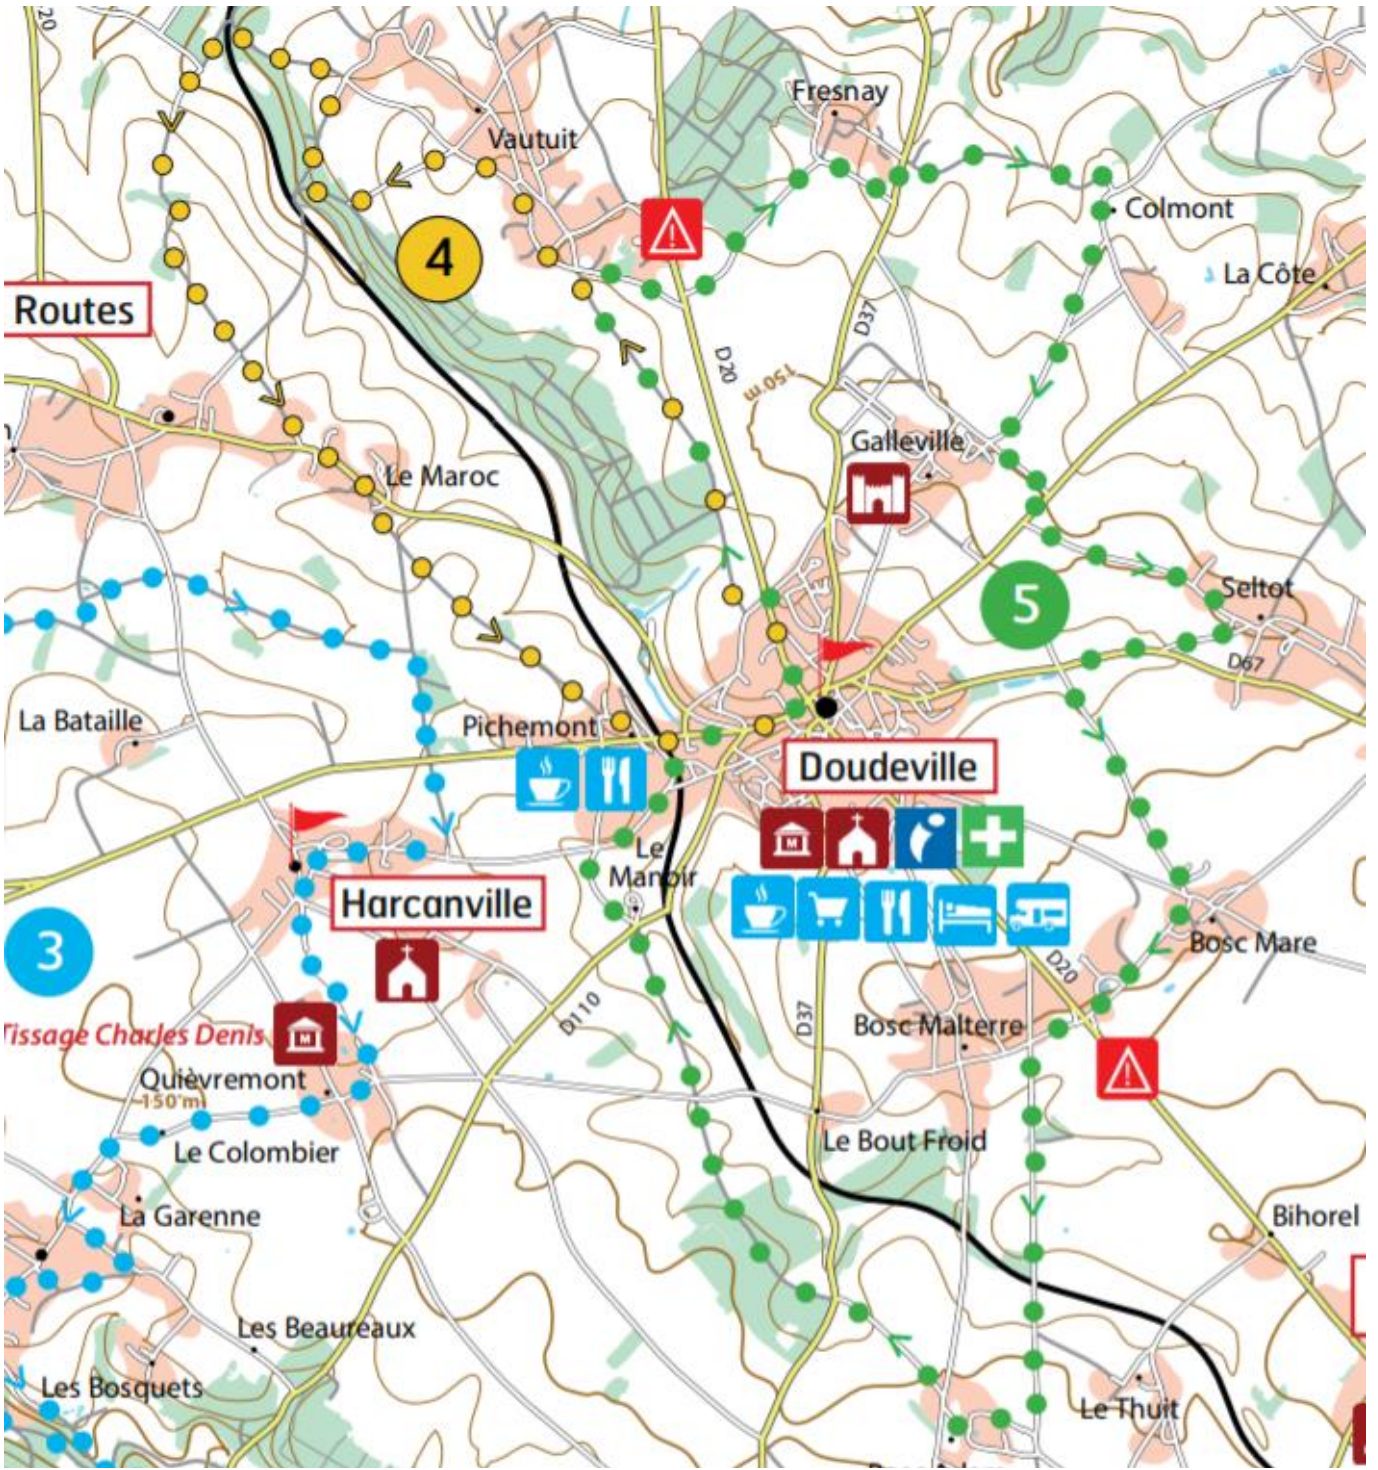 20
Fresnay
Vautuit
Colmont
4
La Côte
Routes
D37
D20
150 m
Galleville
Le Maroc
5
Seltot
D67
La Bataille
Pichemont
Doudeville
Le
Manoir
Harcanville
M
3
Bosc Mare
D20
D110
D37
Tissage Charles Denis
M
Bosc Malterre
Quièvremont
150 m
Le Colombier
Le Bout Froid
La Garenne
Bihorel
Les Beaureaux
Les Bosquets
Le Thuit